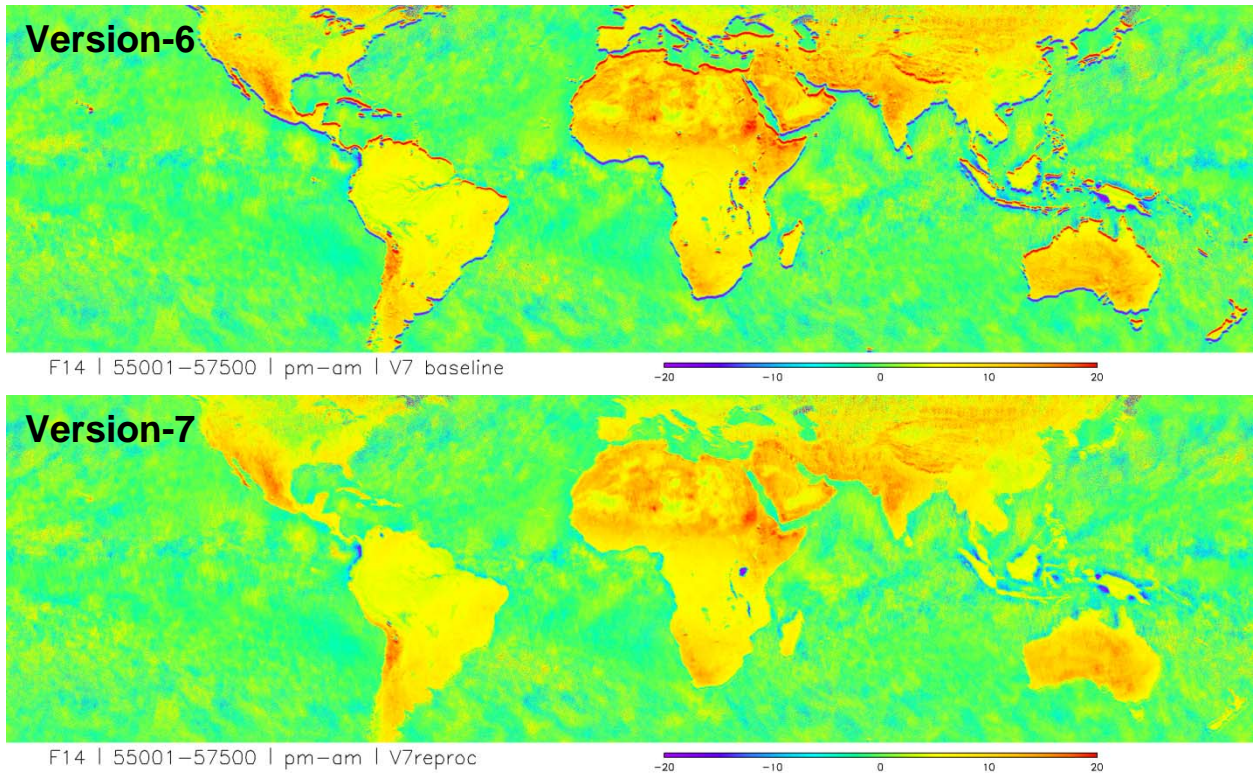 Version-6
F14 | 55001-57500 | pm-am | V7 baseline
-20 -10 0 10 20
Version-7
F14 | 55001-57500 | pm-am | V7reproc
-20 -10 0 10 20